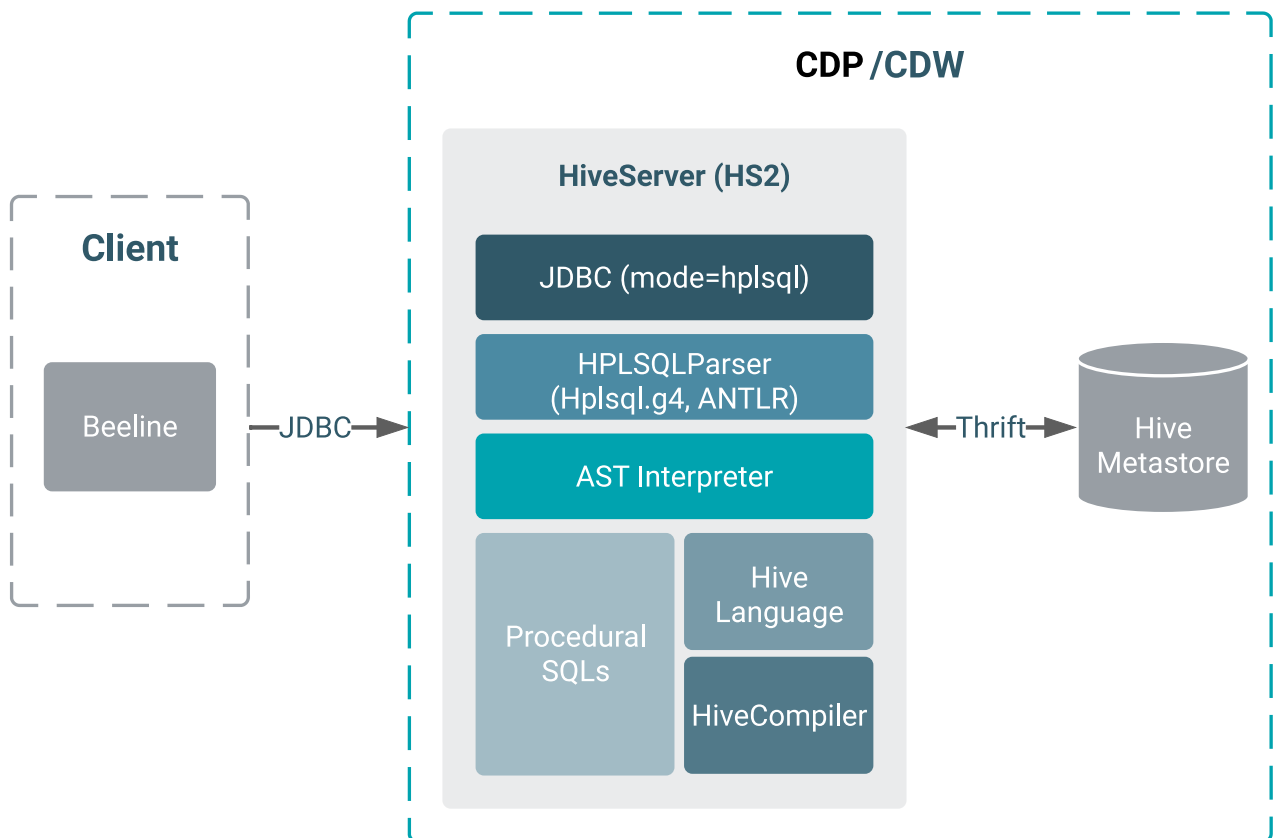 CDP /CDW
HiveServer (HS2)
Client
JDBC (mode=hplsql)
HPLSQLParser
(Hplsql.g4, ANTLR)
Beeline
JDBC
Thrift
Hive
Metastore
AST Interpreter
Hive
Language
Procedural
SQLs
HiveCompiler